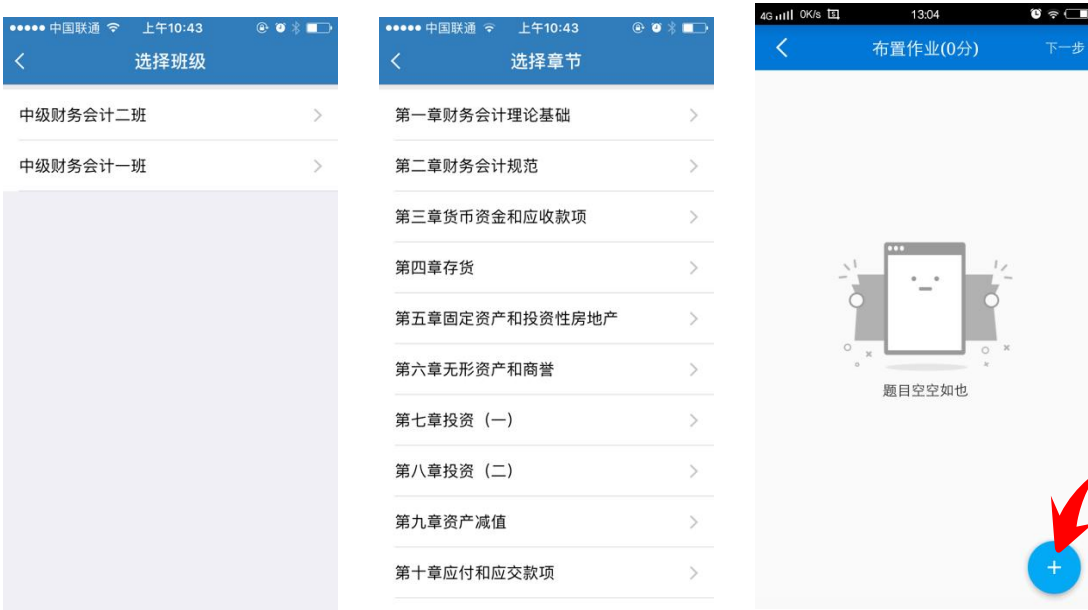 中国联通 上午10:43
选择班级
中级财务会计二班
中级财务会计一班
中国联通 上午10:43
选择章节
第一章财务会计理论基础
第二章财务会计规范
第三章货币资金和应收款项
第四章存货
第五章固定资产和投资性房地产
第六章无形资产和商誉
第七章投资（一）
第八章投资（二）
第九章资产减值
第十章应付和应交款项
4G 0K/s 13:04
布置作业(0分) 下一步
题目空空如也
+